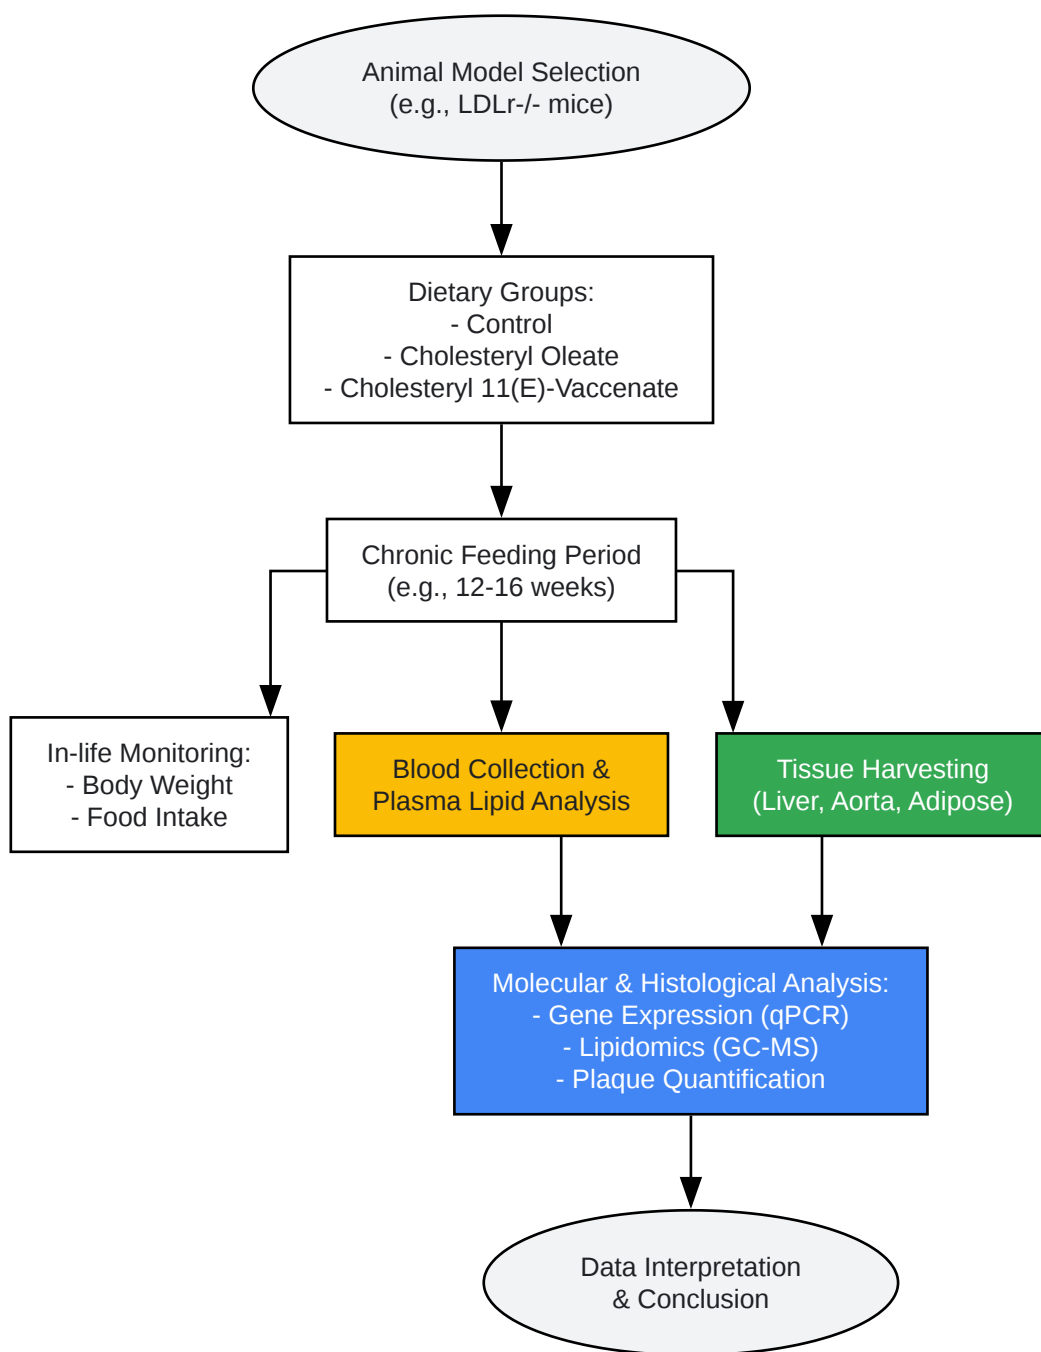 Animal Model Selection
(e.g., LDLr-/- mice)
Dietary Groups:
- Control
- Cholesteryl Oleate
- Cholesteryl 11(E)-Vaccenate
Chronic Feeding Period
(e.g., 12-16 weeks)
In-life Monitoring:
- Body Weight
- Food Intake
Blood Collection &
Plasma Lipid Analysis
Tissue Harvesting
(Liver, Aorta, Adipose)
Molecular & Histological Analysis:
- Gene Expression (qPCR)
- Lipidomics (GC-MS)
- Plaque Quantification
Data Interpretation
& Conclusion